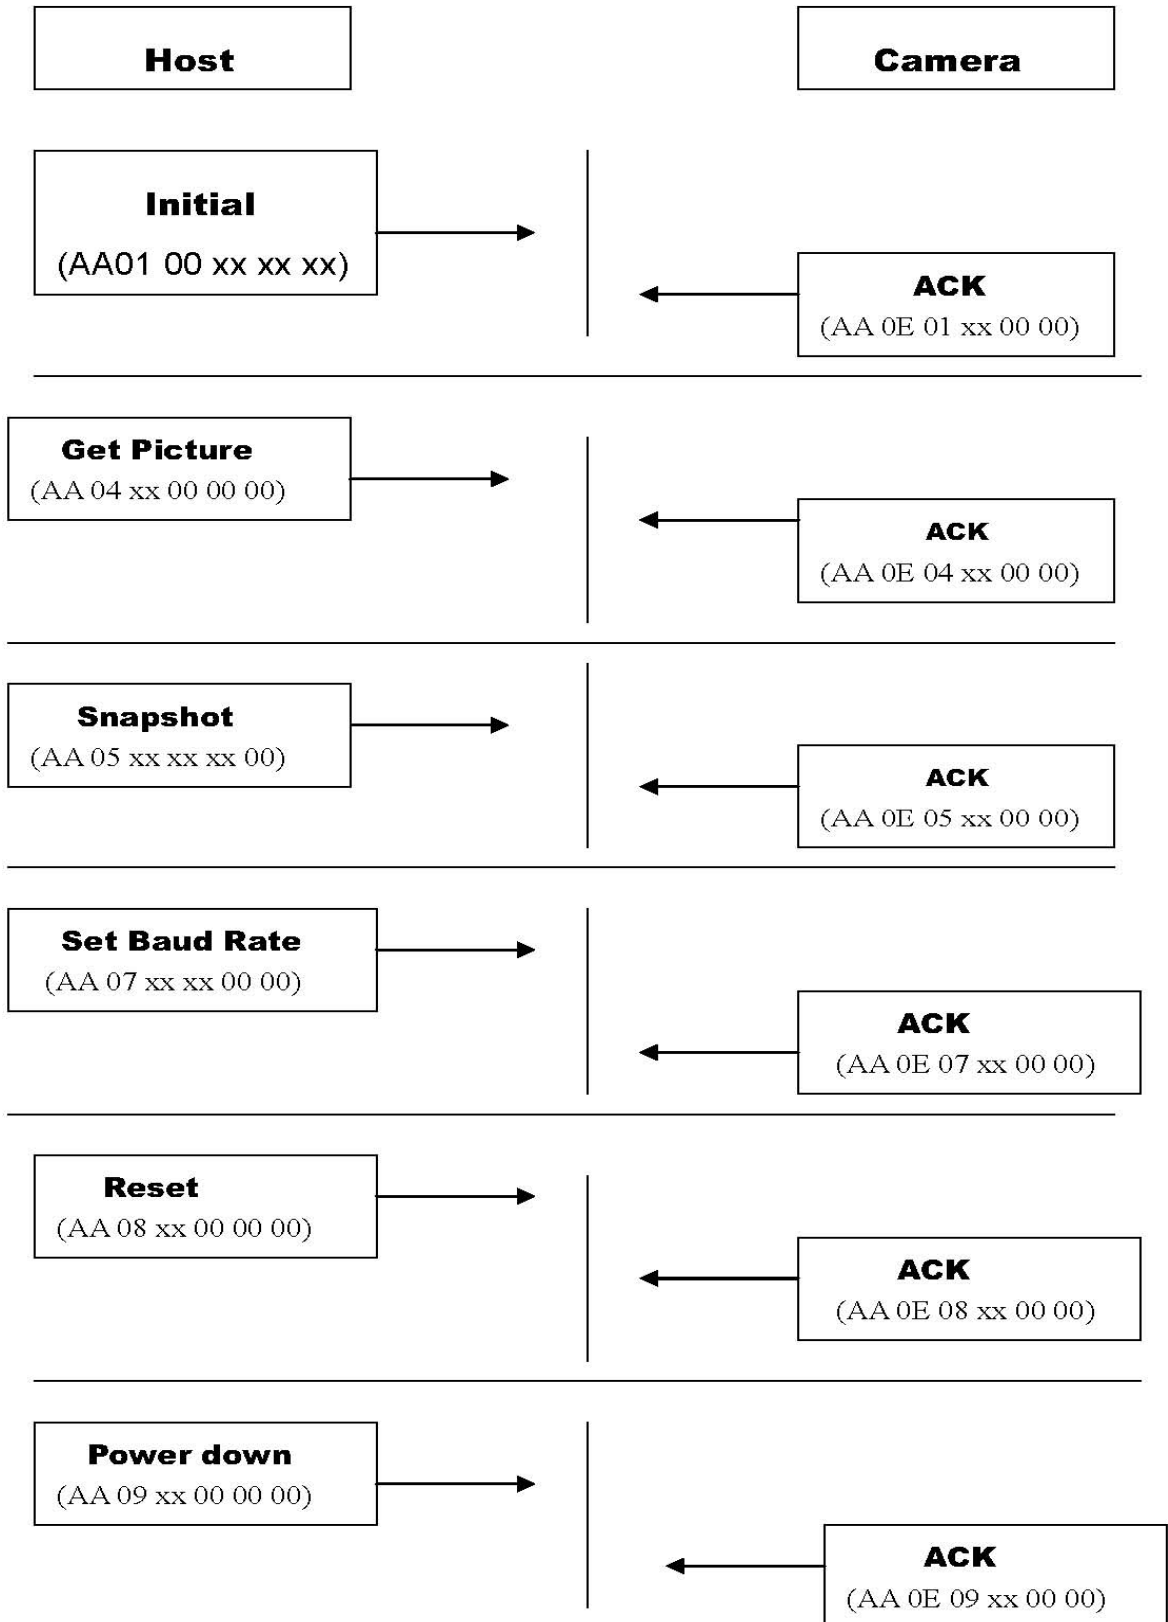 Host
Camera
Initial
(AA01 00 xx xx xx)
ACK
(AA 0E 01 xx 00 00)
Get Picture
(AA 04 xx 00 00 00)
ACK
(AA 0E 04 xx 00 00)
Snapshot
(AA 05 xx xx xx 00)
ACK
(AA 0E 05 xx 00 00)
Set Baud Rate
(AA 07 xx xx 00 00)
ACK
(AA 0E 07 xx 00 00)
Reset
(AA 08 xx 00 00 00)
ACK
(AA 0E 08 xx 00 00)
Power down
(AA 09 xx 00 00 00)
ACK
(AA 0E 09 xx 00 00)